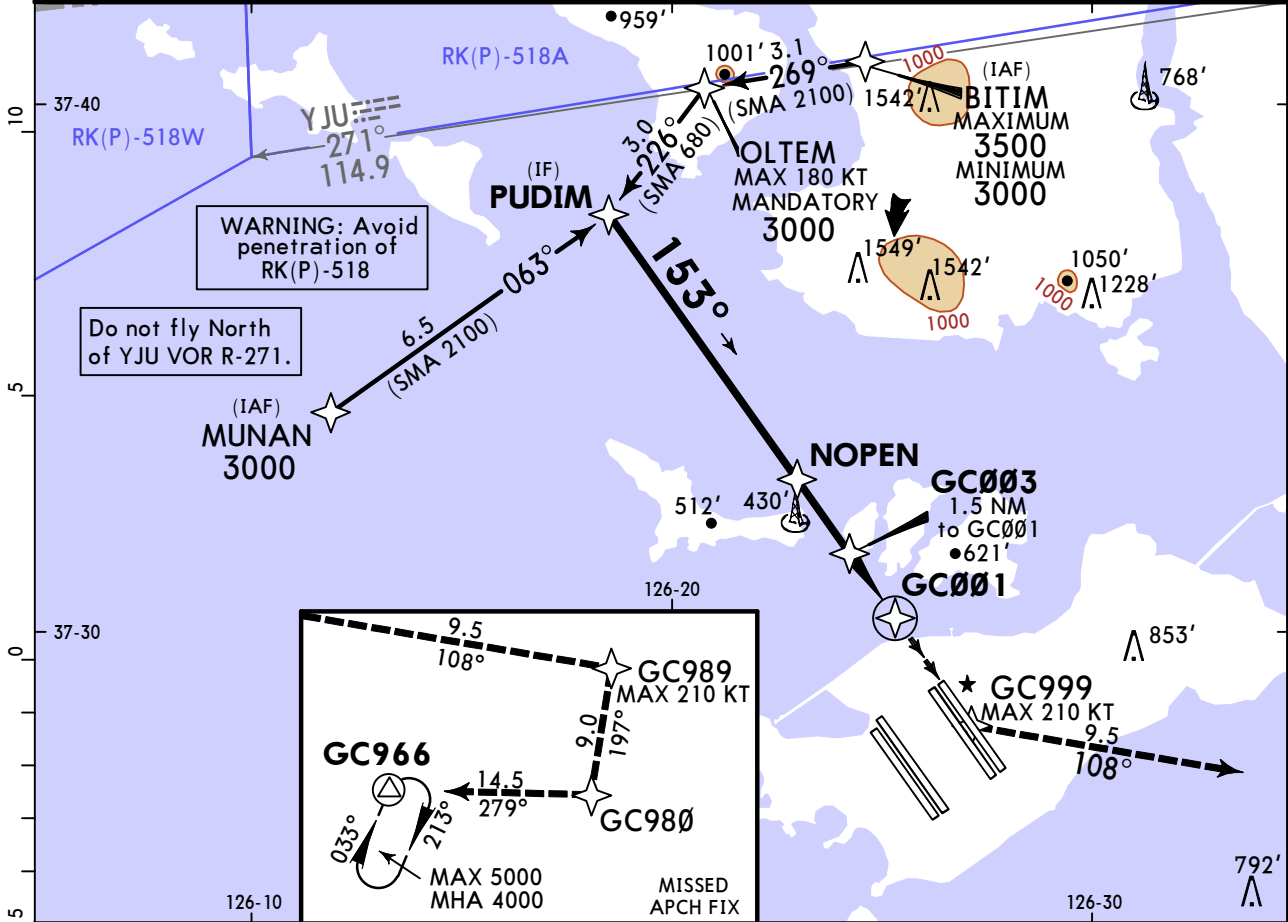 959'
RK(P)-518A
1001'
3.1
269°
(SMA 2100)
1000
1542'
(IAF)
BITIM
MAXIMUM
3500
MINIMUM
3000
768'
10
37-40
RK(P)-518W
YJU
271°
114.9
3.0
226°
(SMA 680)
OLTEM
MAX 180 KT
MANDATORY
3000
(IF)
PUDIM
WARNING: Avoid
penetration of
RK(P)-518
063°
6.5
(SMA 2100)
153°
1549'
1542'
1000
1050'
1228'
1000
Do not fly North
of YJU VOR R-271.
5
(IAF)
MUNAN
3000
NOPEN
512'
430'
GCØØ3
1.5 NM
to GCØØ1
621'
GCØØ1
126-20
37-30
0
853'
9.5
108°
GC989
MAX 210 KT
GC999
MAX 210 KT
9.5
108°
9.0
197°
GC966
14.5
279°
GC98Ø
033°
213°
MAX 5000
MHA 4000
MISSED
APCH FIX
792'
5
126-10
126-30